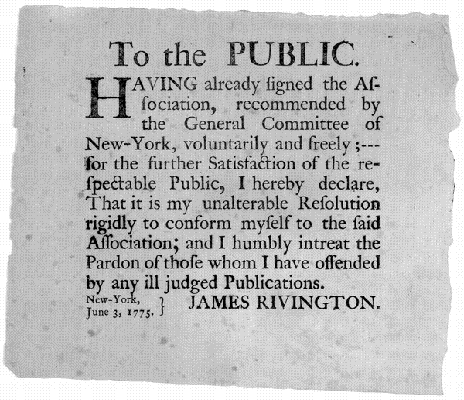 To the PUBLIC.
HAVING already ſigned the Aſ-
ſociation, recommended by
the General Committee of
New-York, voluntarily and freely ;---
for the further Satisfaction of the re-
ſpectable Public, I hereby declare,
That it is my unalterable Reſolution
rigidly to conform myſelf to the ſaid
Aſſociation; and I humbly intreat the
Pardon of thoſe whom I have offended
by any ill judged Publications.
New-York, } JAMES RIVINGTON.
June 3, 1775.